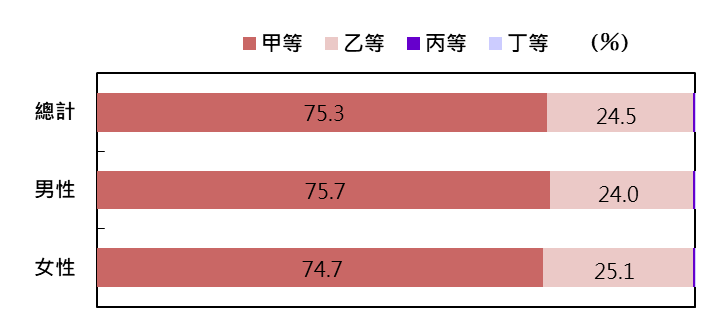 甲等 乙等 丙等 丁等 (%)
總計 75.3 24.5
男性 75.7 24.0
女性 74.7 25.1